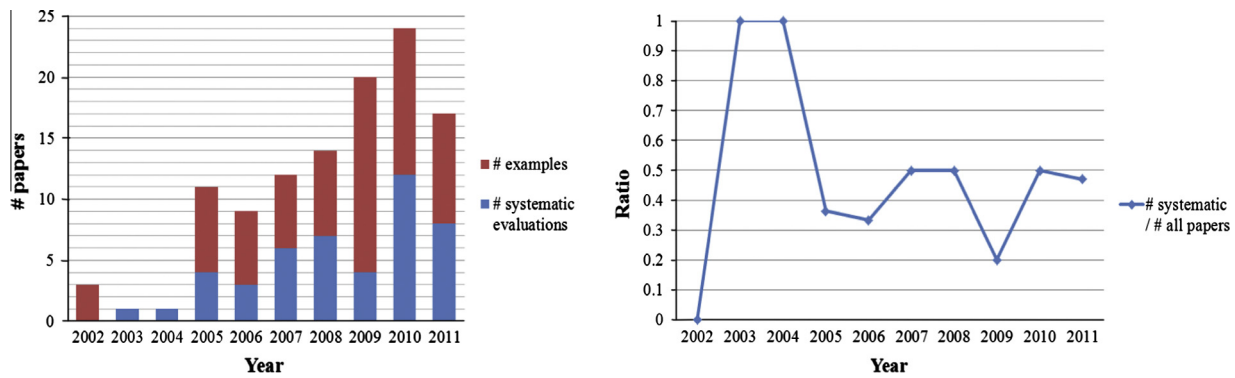 25
20
15
10
5
0
# papers
2002 2003 2004 2005 2006 2007 2008 2009 2010 2011
Year
# examples
# systematic
evaluations
1
0.9
0.8
0.7
0.6
0.5
0.4
0.3
0.2
0.1
0
Ratio
2002 2003 2004 2005 2006 2007 2008 2009 2010 2011
Year
# systematic
/ # all papers